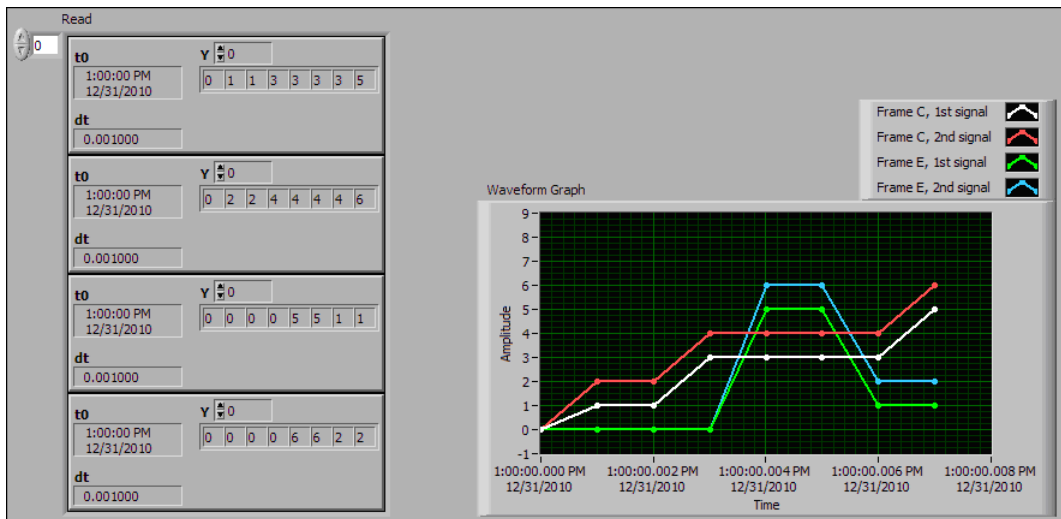 Read
0
t0
Y 0
1:00:00 PM
12/31/2010
0 1 1 3 3 3 3 5
dt
0.001000
t0
Y 0
1:00:00 PM
12/31/2010
0 2 2 4 4 4 4 6
dt
0.001000
t0
Y 0
1:00:00 PM
12/31/2010
0 0 0 0 5 5 1 1
dt
0.001000
t0
Y 0
1:00:00 PM
12/31/2010
0 0 0 0 6 6 2 2
dt
0.001000
Frame C, 1st signal
Frame C, 2nd signal
Frame E, 1st signal
Frame E, 2nd signal
Waveform Graph
Amplitude
9
8
7
6
5
4
3
2
1
0
-1
1:00:00.000 PM 1:00:00.002 PM 1:00:00.004 PM 1:00:00.006 PM 1:00:00.008 PM
12/31/2010 12/31/2010 12/31/2010 12/31/2010 12/31/2010
Time